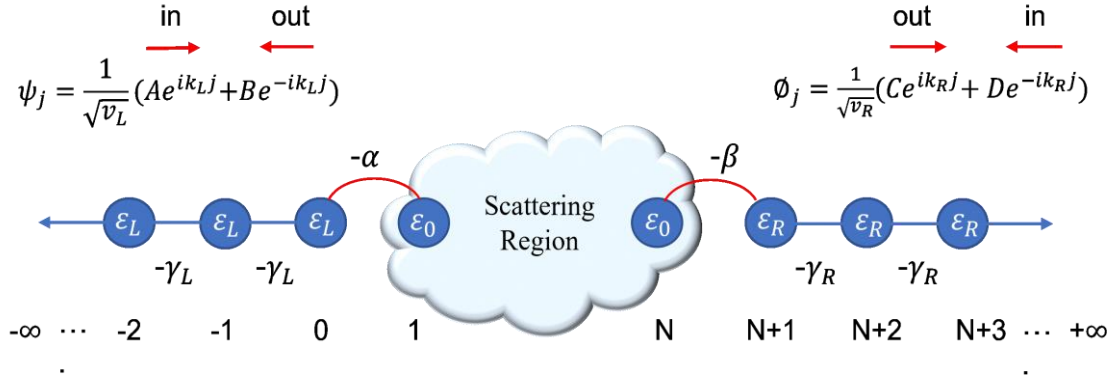 in out out in
ψ_j = 1/√v_L (Ae^{ik_L j}+Be^{-ik_L j}) ∅_j = 1/√v_R (Ce^{ik_R j}+ De^{-ik_R j})
-α -β
Scattering
Region
ε_L ε_L ε_L ε_0 ε_0 ε_R ε_R ε_R
-γ_L -γ_L -γ_R -γ_R
-∞ ⋯ -2 -1 0 1 N N+1 N+2 N+3 ⋯ +∞
. .